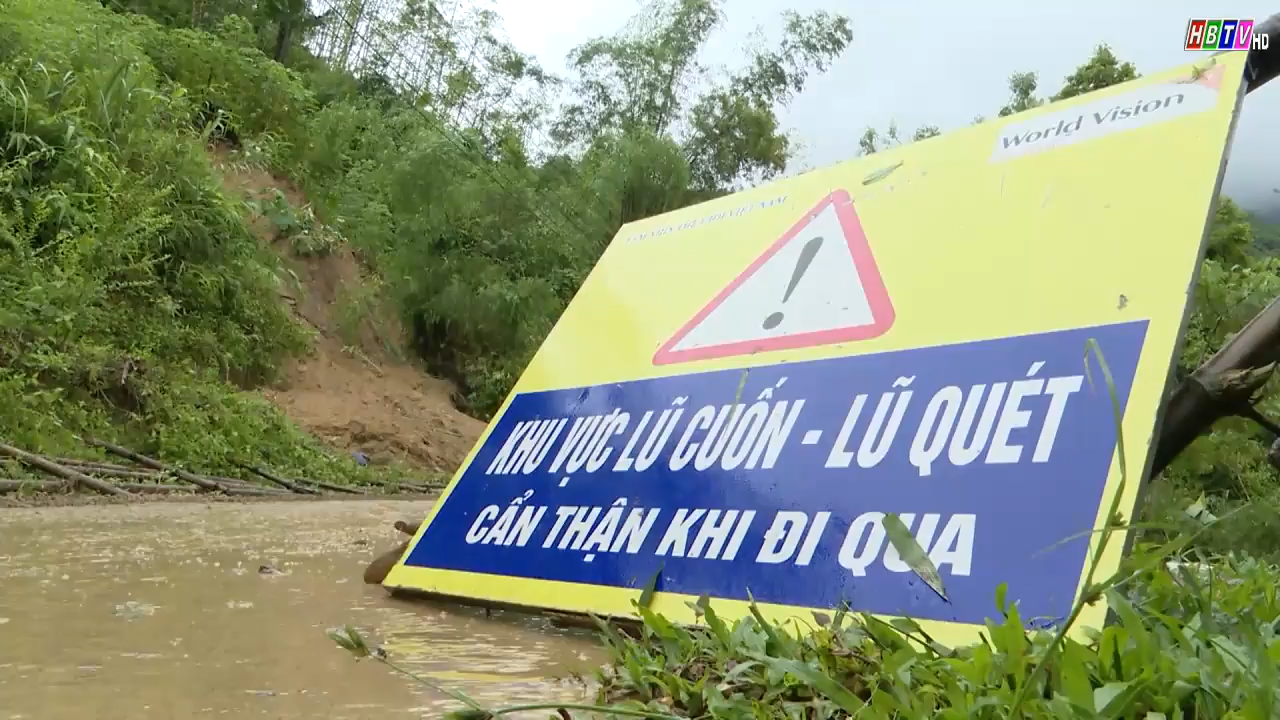 HBTV HD
World Vision
KHU VỰC LŨ CUỐN - LŨ QUÉT
CẨN THẬN KHI ĐI QUA